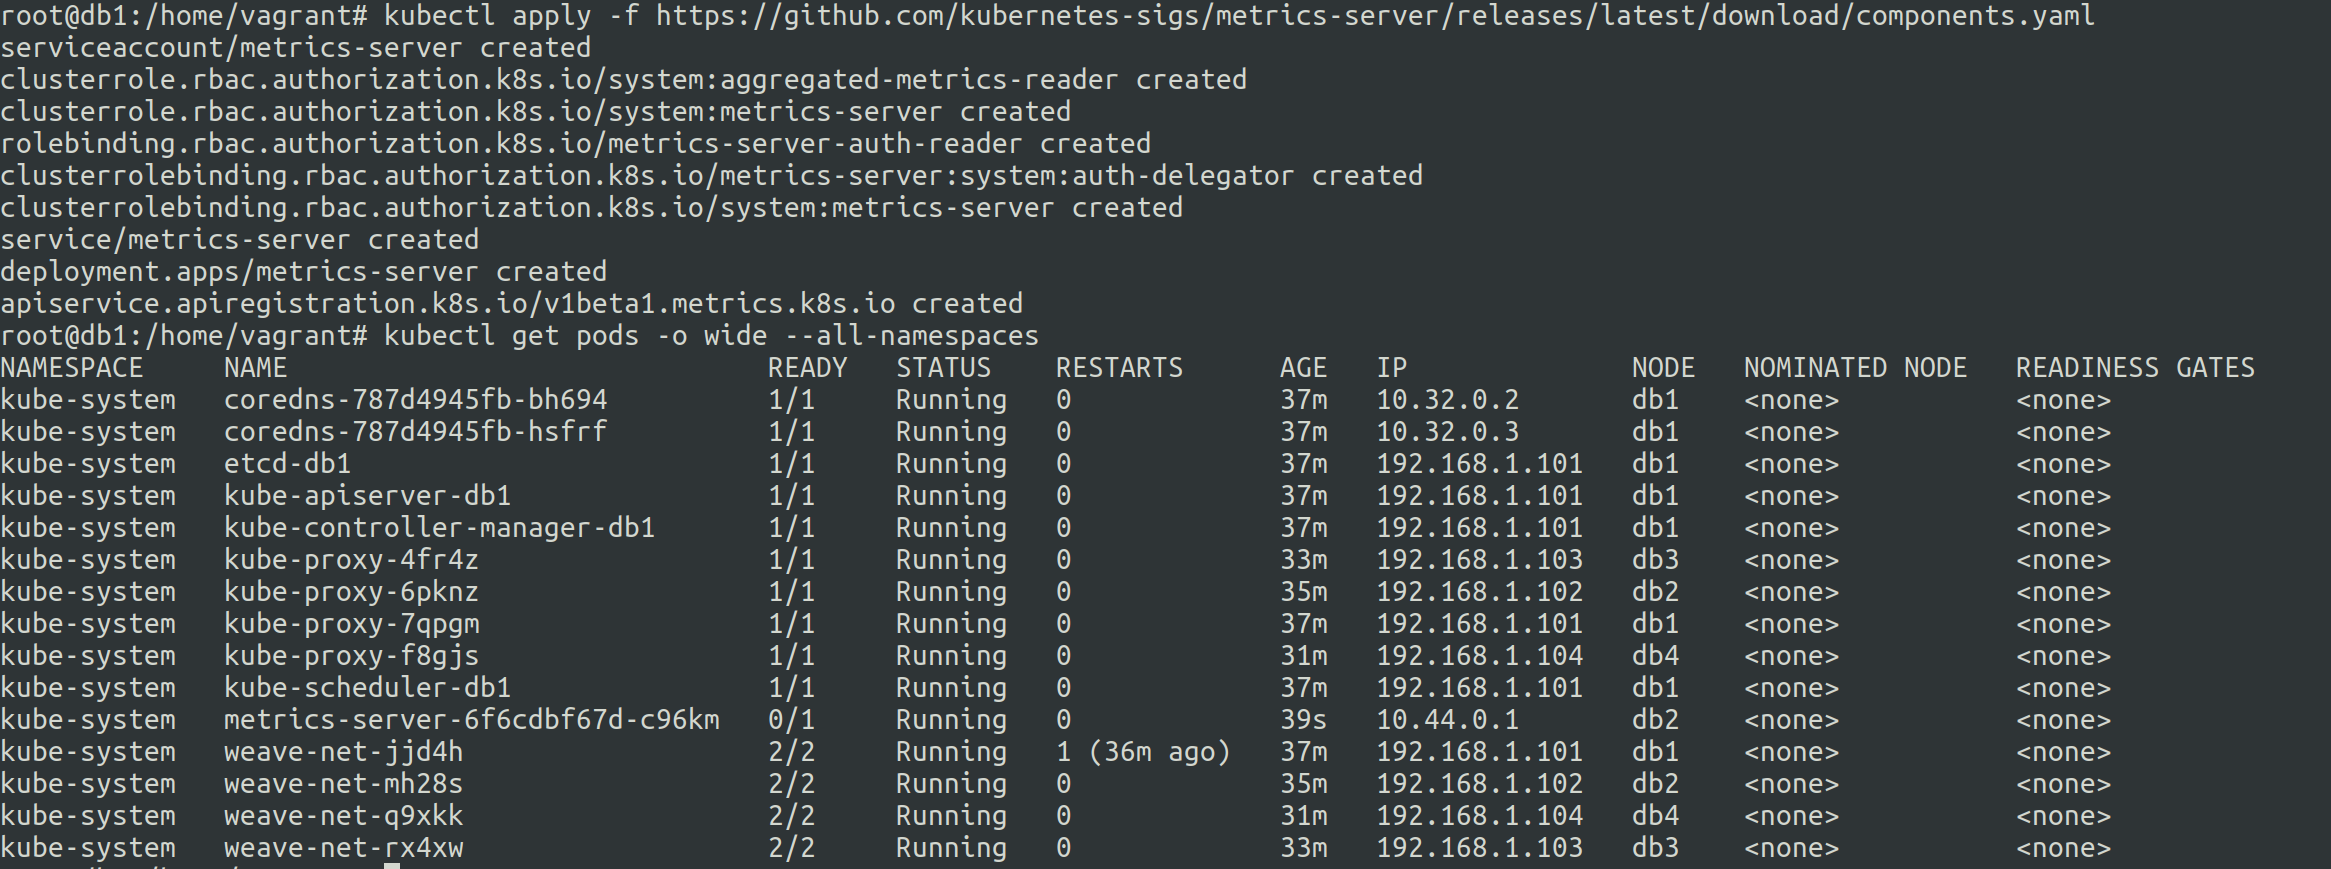 root@db1:/home/vagrant# kubectl apply -f https://github.com/kubernetes-sigs/metrics-server/releases/latest/download/components.yaml
serviceaccount/metrics-server created
clusterrole.rbac.authorization.k8s.io/system:aggregated-metrics-reader created
clusterrole.rbac.authorization.k8s.io/system:metrics-server created
rolebinding.rbac.authorization.k8s.io/metrics-server-auth-reader created
clusterrolebinding.rbac.authorization.k8s.io/metrics-server:system:auth-delegator created
clusterrolebinding.rbac.authorization.k8s.io/system:metrics-server created
service/metrics-server created
deployment.apps/metrics-server created
apiservice.apiregistration.k8s.io/v1beta1.metrics.k8s.io created
root@db1:/home/vagrant# kubectl get pods -o wide --all-namespaces
NAMESPACE     NAME                              READY   STATUS    RESTARTS      AGE   IP              NODE   NOMINATED NODE   READINESS GATES
kube-system   coredns-787d4945fb-bh694          1/1     Running   0             37m   10.32.0.2       db1    <none>           <none>
kube-system   coredns-787d4945fb-hsfrf          1/1     Running   0             37m   10.32.0.3       db1    <none>           <none>
kube-system   etcd-db1                          1/1     Running   0             37m   192.168.1.101   db1    <none>           <none>
kube-system   kube-apiserver-db1                1/1     Running   0             37m   192.168.1.101   db1    <none>           <none>
kube-system   kube-controller-manager-db1       1/1     Running   0             37m   192.168.1.101   db1    <none>           <none>
kube-system   kube-proxy-4fr4z                  1/1     Running   0             33m   192.168.1.103   db3    <none>           <none>
kube-system   kube-proxy-6pknz                  1/1     Running   0             35m   192.168.1.102   db2    <none>           <none>
kube-system   kube-proxy-7qpgm                  1/1     Running   0             37m   192.168.1.101   db1    <none>           <none>
kube-system   kube-proxy-f8gjs                  1/1     Running   0             31m   192.168.1.104   db4    <none>           <none>
kube-system   kube-scheduler-db1                1/1     Running   0             37m   192.168.1.101   db1    <none>           <none>
kube-system   metrics-server-6f6cdbf67d-c96km   0/1     Running   0             39s   10.44.0.1       db2    <none>           <none>
kube-system   weave-net-jjd4h                   2/2     Running   1 (36m ago)   37m   192.168.1.101   db1    <none>           <none>
kube-system   weave-net-mh28s                   2/2     Running   0             35m   192.168.1.102   db2    <none>           <none>
kube-system   weave-net-q9xkk                   2/2     Running   0             31m   192.168.1.104   db4    <none>           <none>
kube-system   weave-net-rx4xw                   2/2     Running   0             33m   192.168.1.103   db3    <none>           <none>